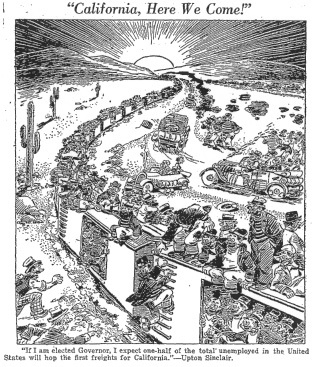 "California, Here We Come!"
"If I am elected Governor, I expect one-half of the total unemployed in the United
States will hop the first freights for California."—Upton Sinclair.